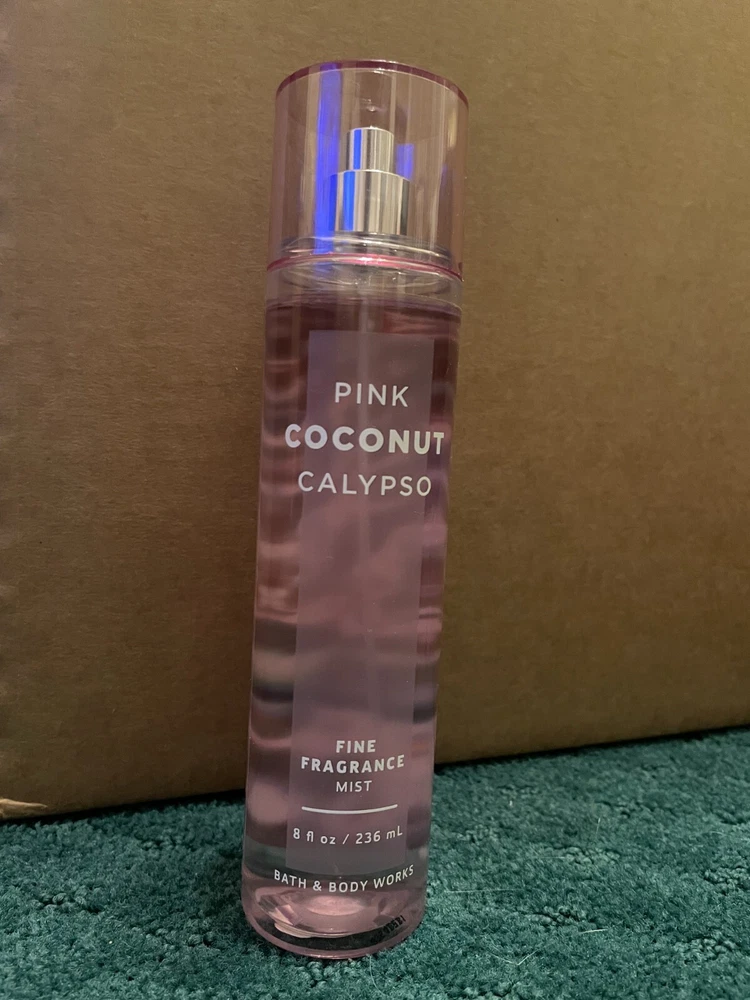 PINK
COCONUT
CALYPSO
FINE
FRAGRANCE
MIST
8 fl oz / 236 mL
BATH & BODY WORKS